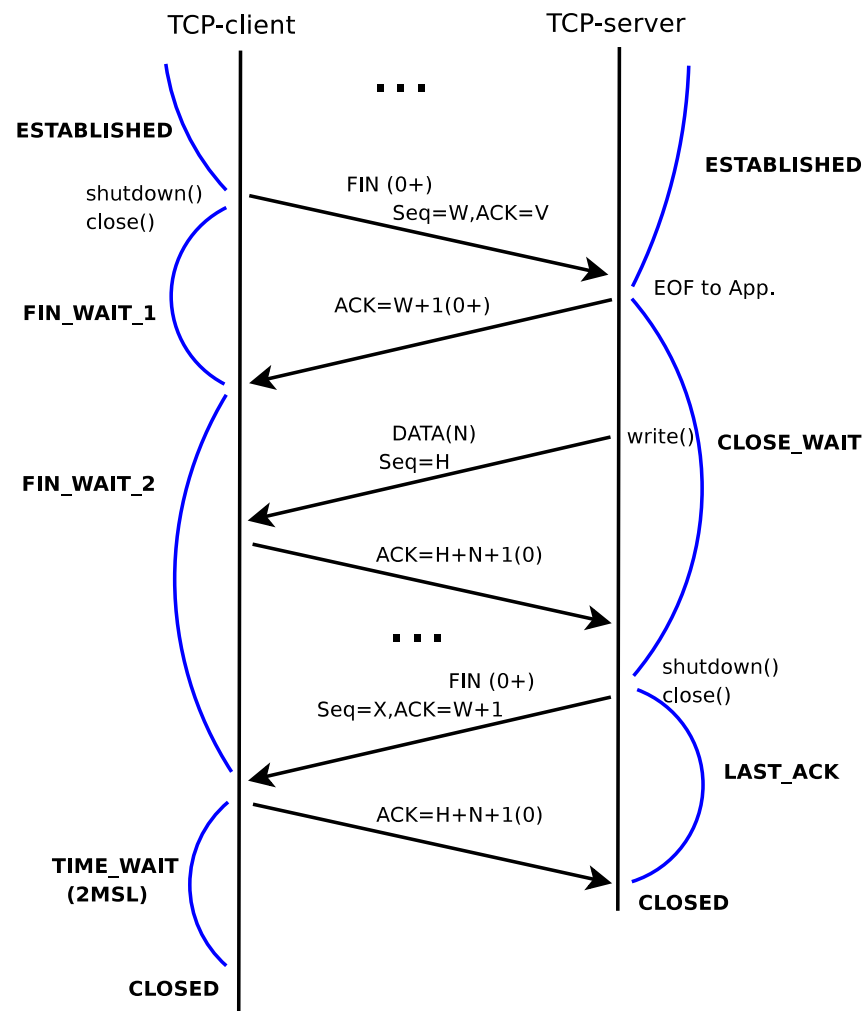 TCP-client
TCP-server
...
ESTABLISHED
ESTABLISHED
shutdown()
close()
FIN (0+)
Seq=W,ACK=V
EOF to App.
ACK=W+1(0+)
FIN_WAIT_1
DATA(N)
Seq=H
write()
CLOSE_WAIT
FIN_WAIT_2
ACK=H+N+1(0)
...
shutdown()
close()
FIN (0+)
Seq=X,ACK=W+1
LAST_ACK
ACK=H+N+1(0)
TIME_WAIT
(2MSL)
CLOSED
CLOSED